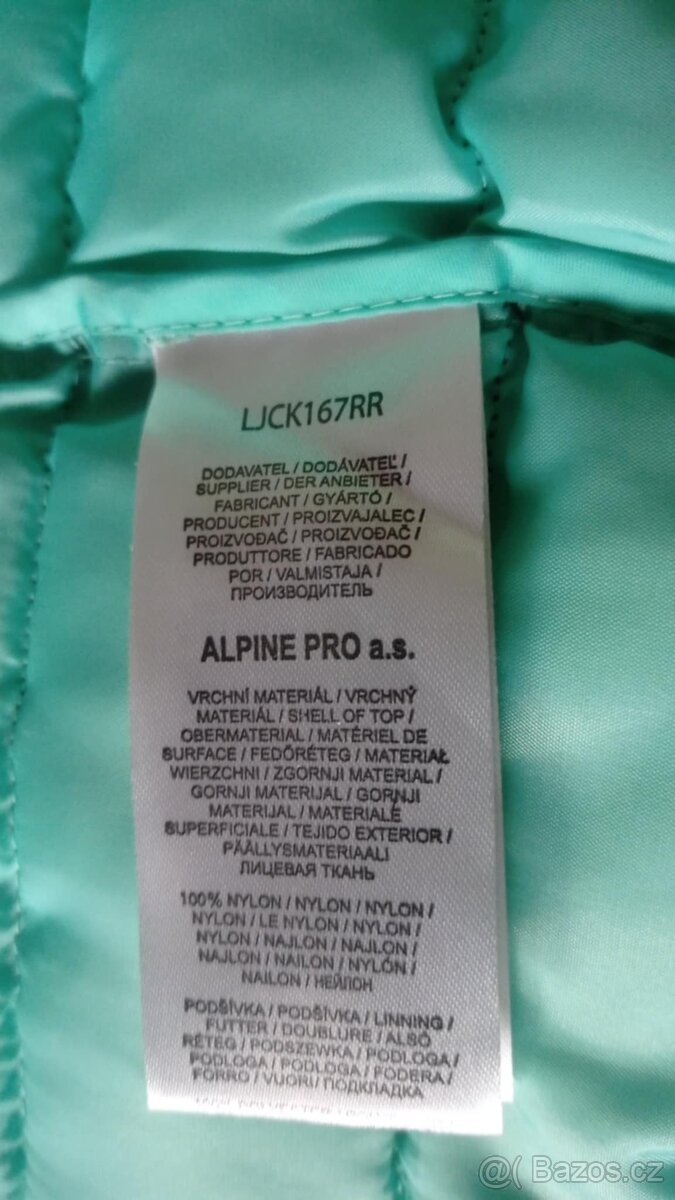 LJCK167RR
DODAVATEL / DODÁVATEĽ /
SUPPLIER / DER ANBIETER /
FABRICANT / GYÁRTÓ /
PRODUCENT / PROIZVAJALEC /
PROIZVOĐAČ / PROIZVOĐAČ /
PRODUTTORE / FABRICADO
POR / VALMISTAJA /
ПРОИЗВОДИТЕЛЬ
ALPINE PRO a.s.
VRCHNÍ MATERIÁL / VRCHNÝ
MATERIÁL / SHELL OF TOP /
OBERMATERIAL / MATÉRIEL DE
SURFACE / FEDŐRÉTEG / MATERIAŁ
WIERZCHNI / ZGORNJI MATERIAL /
GORNJI MATERIJAL / GORNJI
MATERIJAL / MATERIALE
SUPERFICIALE / TEJIDO EXTERIOR /
PÄÄLLYSMATERIAALI
ЛИЦЕВАЯ ТКАНЬ
100% NYLON / NYLON / NYLON /
NYLON / LE NYLON / NYLON /
NYLON / NAJLON / NAJLON /
NAJLON / NAILON / NYLÓN /
NAILON / НЕЙЛОН
PODŠÍVKA / PODŠÍVKA / LINNING /
FUTTER / DOUBLURE / ALSÓ
RÉTEG / PODSZEWKA / PODLOGA /
PODLOGA / PODLOGA / FODERA /
FORRO / VUORI / ПОДКЛАДКА
@ Bazos.cz